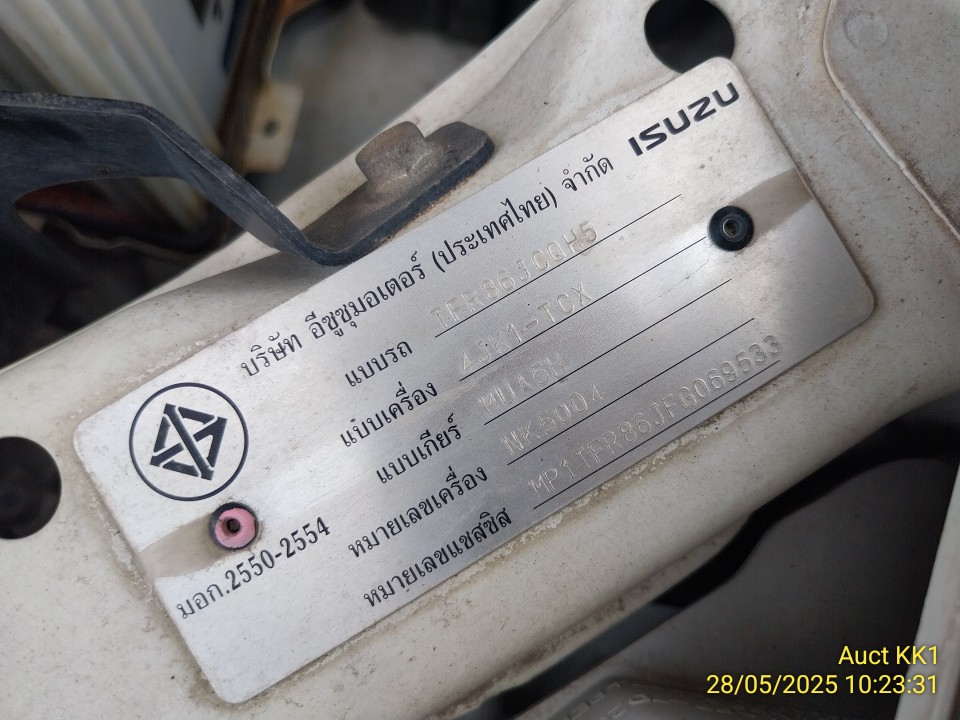 ISUZU
บริษัท อีซูซุมอเตอร์ (ประเทศไทย) จำกัด
แบบรถ TFR86JCQH5
แบบเครื่อง 4JK1-TCX
แบบเกียร์ MUA5H
หมายเลขเครื่อง NK5004
หมายเลขแชสซิส MP1TFR86JFG069533
มอก.2550-2554
Auct KK1
28/05/2025 10:23:31